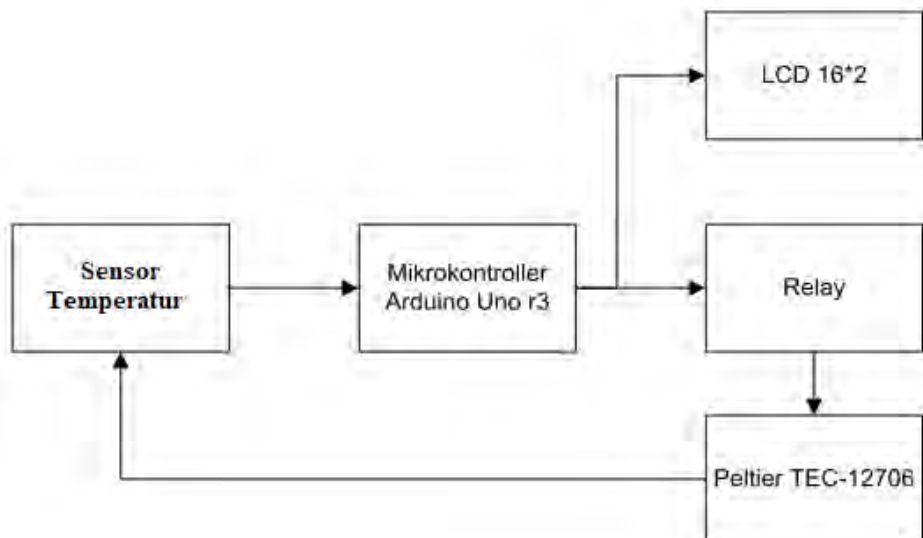 LCD 16*2
Sensor
Temperatur
Mikrokontroller
Arduino Uno r3
Relay
Peltier TEC-12706